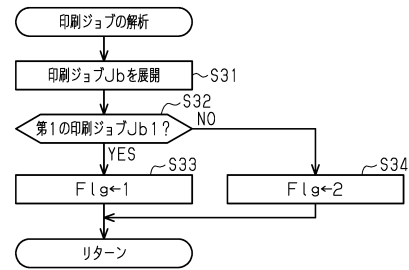 印刷ジョブの解析
印刷ジョブJbを展開
S31
第1の印刷ジョブJb1?
S32
NO
YES
S33
Flg←1
S34
Flg←2
リターン